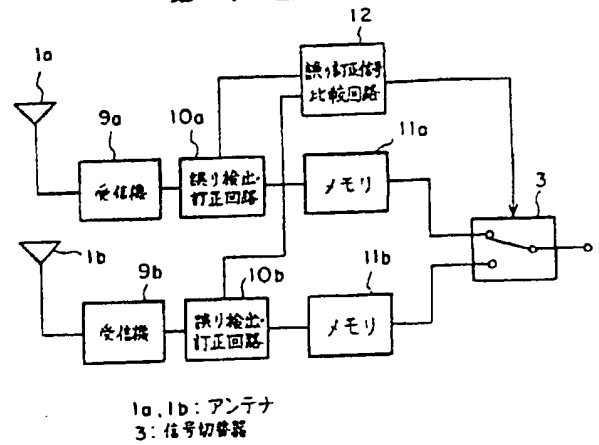 12
1a
誤り訂正信号
比較回路
9a
10a
11a
受信機
誤り検出・
訂正回路
メモリ
3
1b
9b
10b
11b
受信機
誤り検出・
訂正回路
メモリ
1a,1b:アンテナ
3:信号切替器